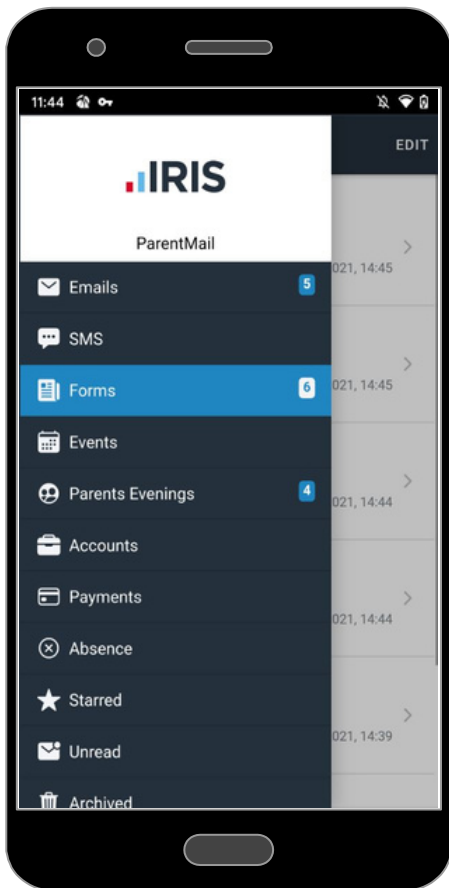 11:44
EDIT
IRIS
ParentMail
Emails 5
021, 14:45
SMS
Forms 6
021, 14:45
Events
Parents Evenings 4
021, 14:44
Accounts
Payments
021, 14:44
Absence
Starred
Unread
021, 14:39
Archived